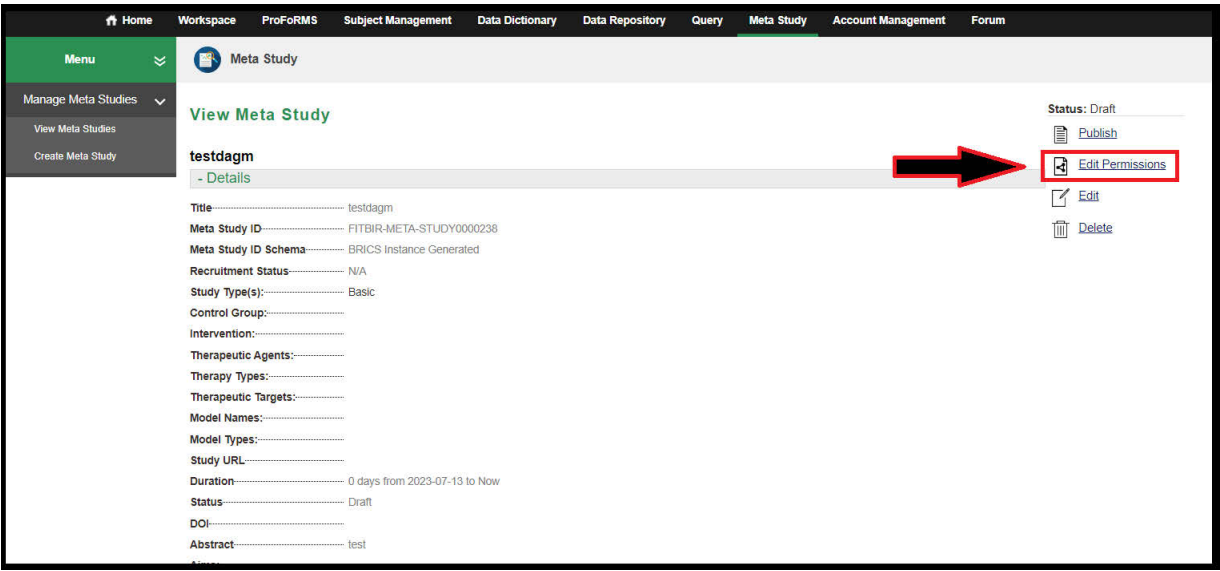 Home Workspace ProFoRMS Subject Management Data Dictionary Data Repository Query Meta Study Account Management Forum
Menu
Meta Study
Manage Meta Studies
View Meta Studies
Create Meta Study
View Meta Study
testdagm
- Details
Title testdagm
Meta Study ID FITBIR-META-STUDY0000238
Meta Study ID Schema BRICS Instance Generated
Recruitment Status N/A
Study Type(s): Basic
Control Group:
Intervention:
Therapeutic Agents:
Therapy Types:
Therapeutic Targets:
Model Names:
Model Types:
Study URL
Duration 0 days from 2023-07-13 to Now
Status Draft
DOI
Abstract test
Status: Draft
Publish
Edit Permissions
Edit
Delete